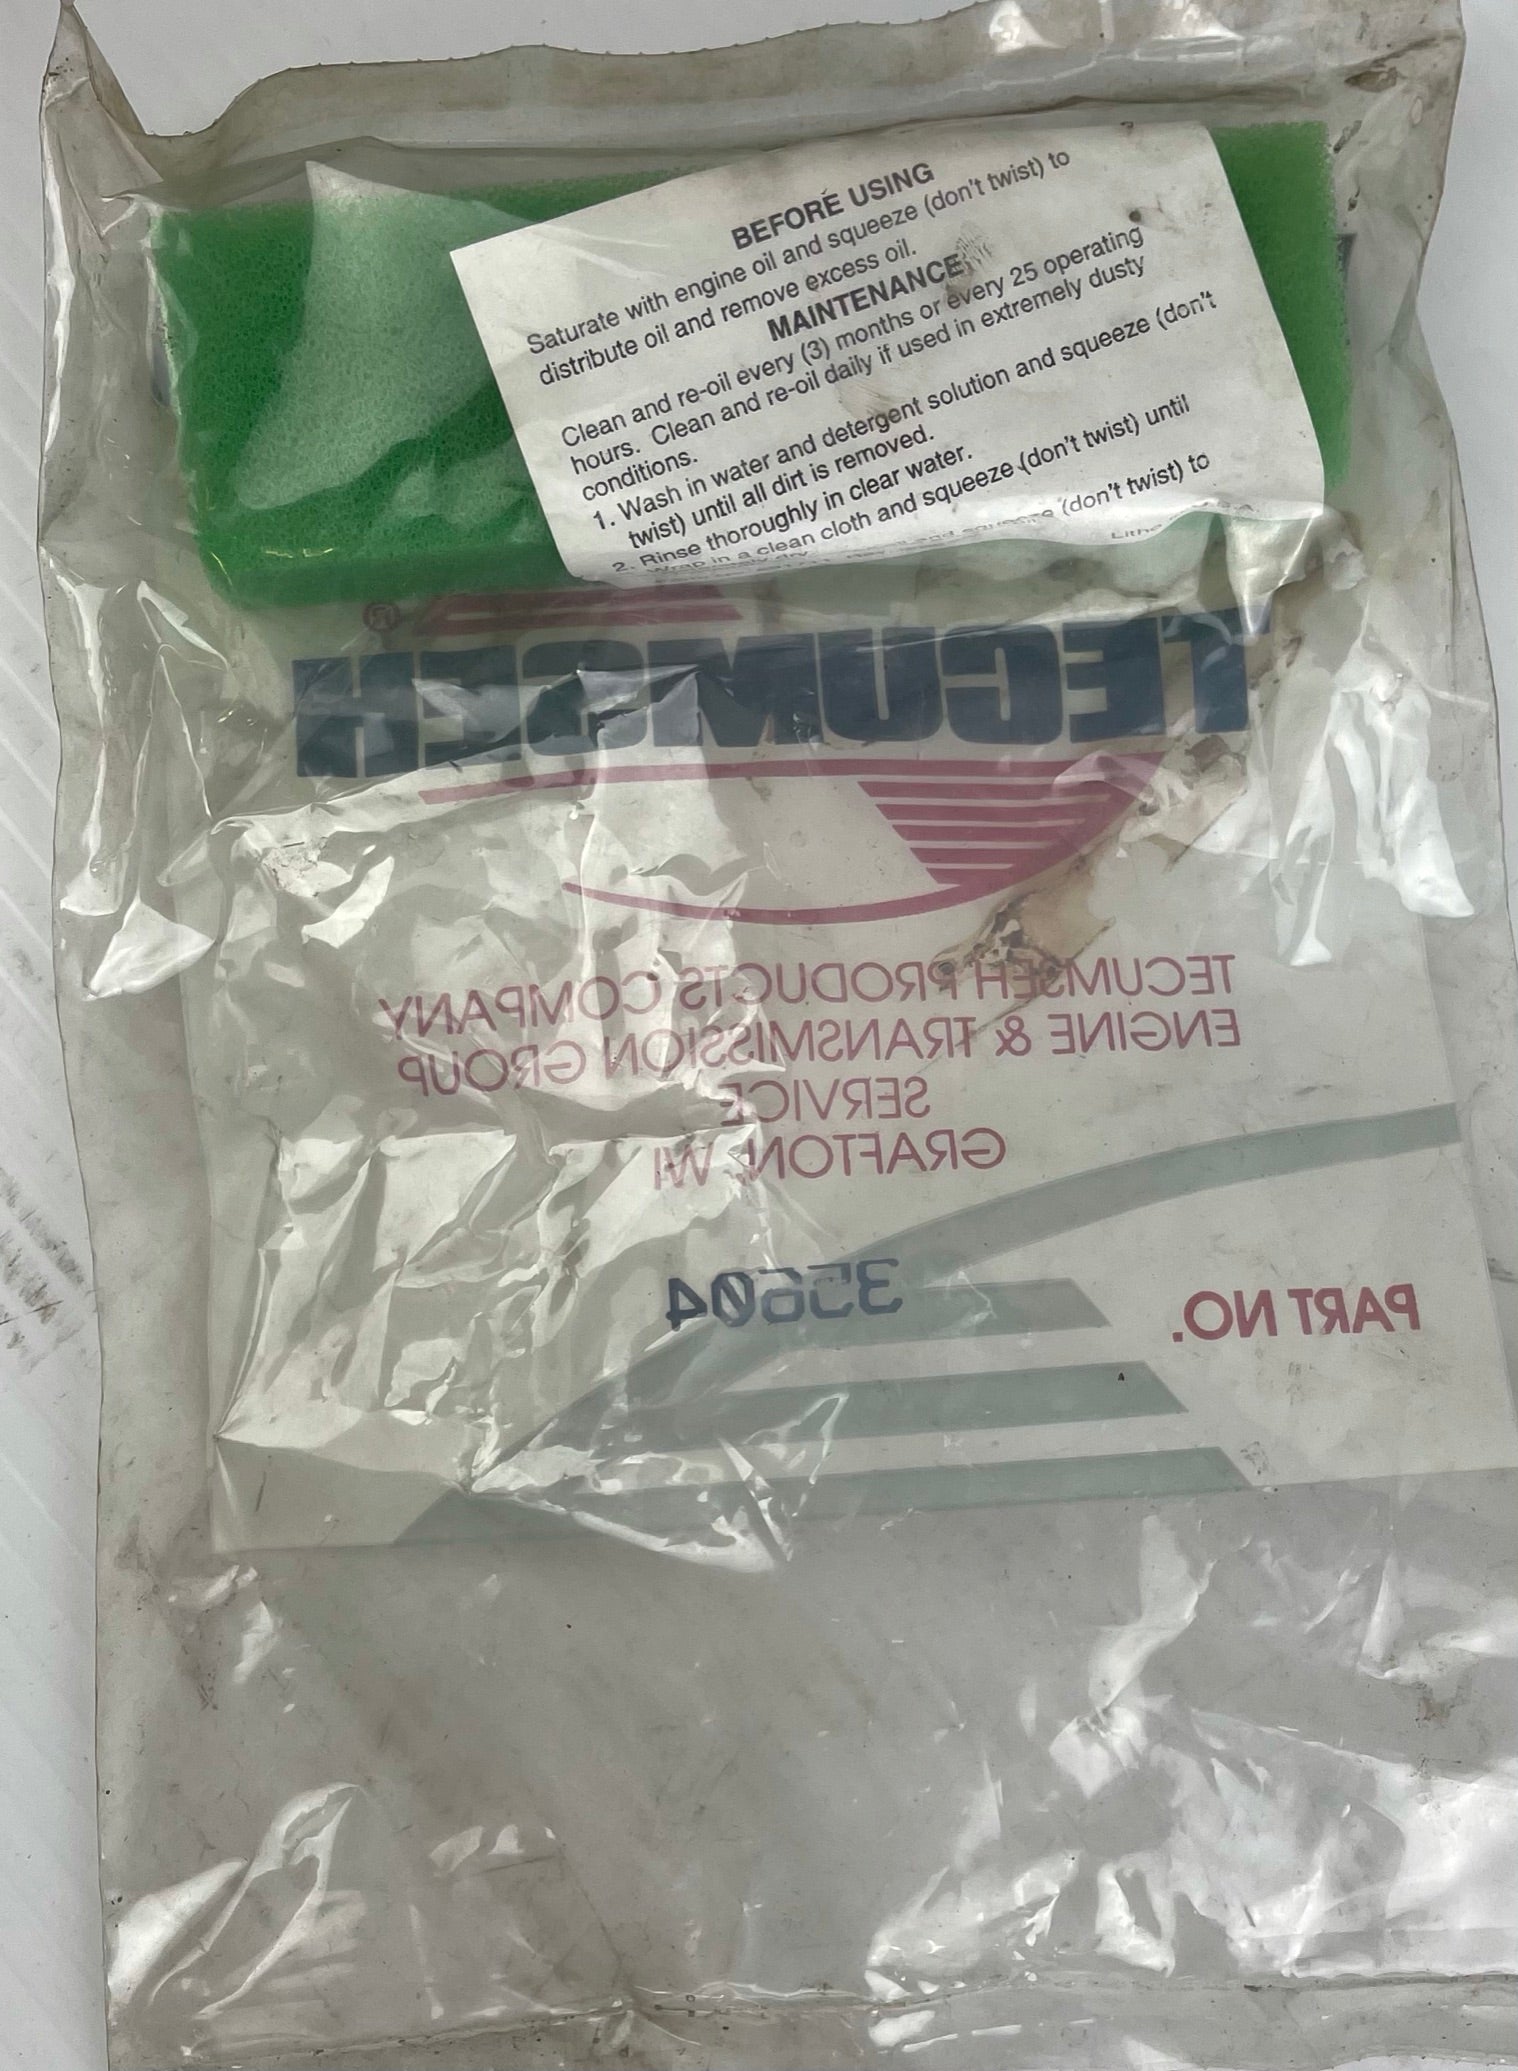 BEFORE USING
Saturate with engine oil and squeeze (don't twist) to
distribute oil and remove excess oil.
MAINTENANCE
Clean and re-oil every (3) months or every 25 operating
hours. Clean and re-oil daily if used in extremely dusty
conditions.
1. Wash in water and detergent solution and squeeze (don't
twist) until all dirt is removed.
2. Rinse thoroughly in clear water.
Wrap in a clean cloth and squeeze (don't twist) until
(don't twist) to
TECUMSEH®
TECUMSEH PRODUCTS COMPANY
ENGINE & TRANSMISSION GROUP
SERVICE
GRAFTON, WI
PART NO. 35604